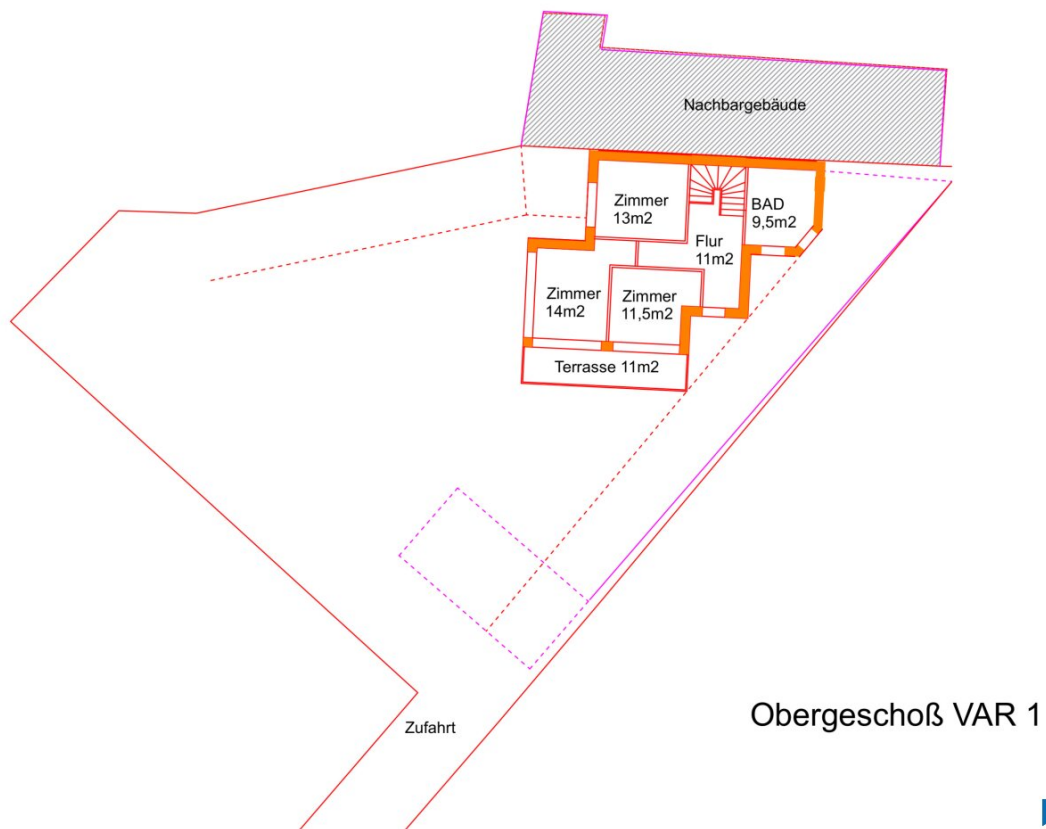 Nachbargebäude
Zimmer
13m2
BAD
9,5m2
Flur
11m2
Zimmer
14m2
Zimmer
11,5m2
Terrasse 11m2
Obergeschoß VAR 1
Zufahrt